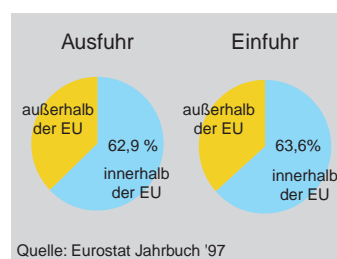 Ausfuhr
außerhalb
der EU
62,9 %
innerhalb
der EU
Einfuhr
außerhalb
der EU
63,6%
innerhalb
der EU
Quelle: Eurostat Jahrbuch '97